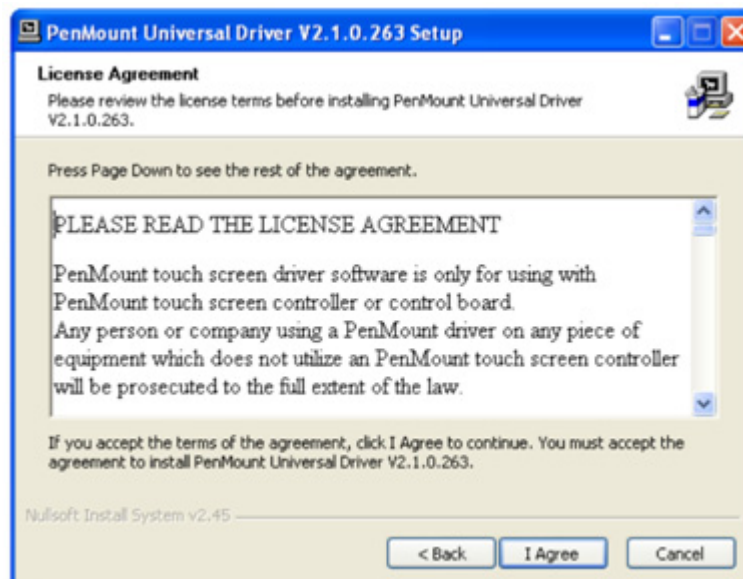 PenMount Universal Driver V2.1.0.263 Setup
License Agreement
Please review the license terms before installing PenMount Universal Driver
V2.1.0.263.
Press Page Down to see the rest of the agreement.
PLEASE READ THE LICENSE AGREEMENT
PenMount touch screen driver software is only for using with
PenMount touch screen controller or control board.
Any person or company using a PenMount driver on any piece of
equipment which does not utilize an PenMount touch screen controller
will be prosecuted to the full extent of the law.
If you accept the terms of the agreement, click I Agree to continue. You must accept the
agreement to install PenMount Universal Driver V2.1.0.263.
Nullsoft Install System v2.45
< Back I Agree Cancel